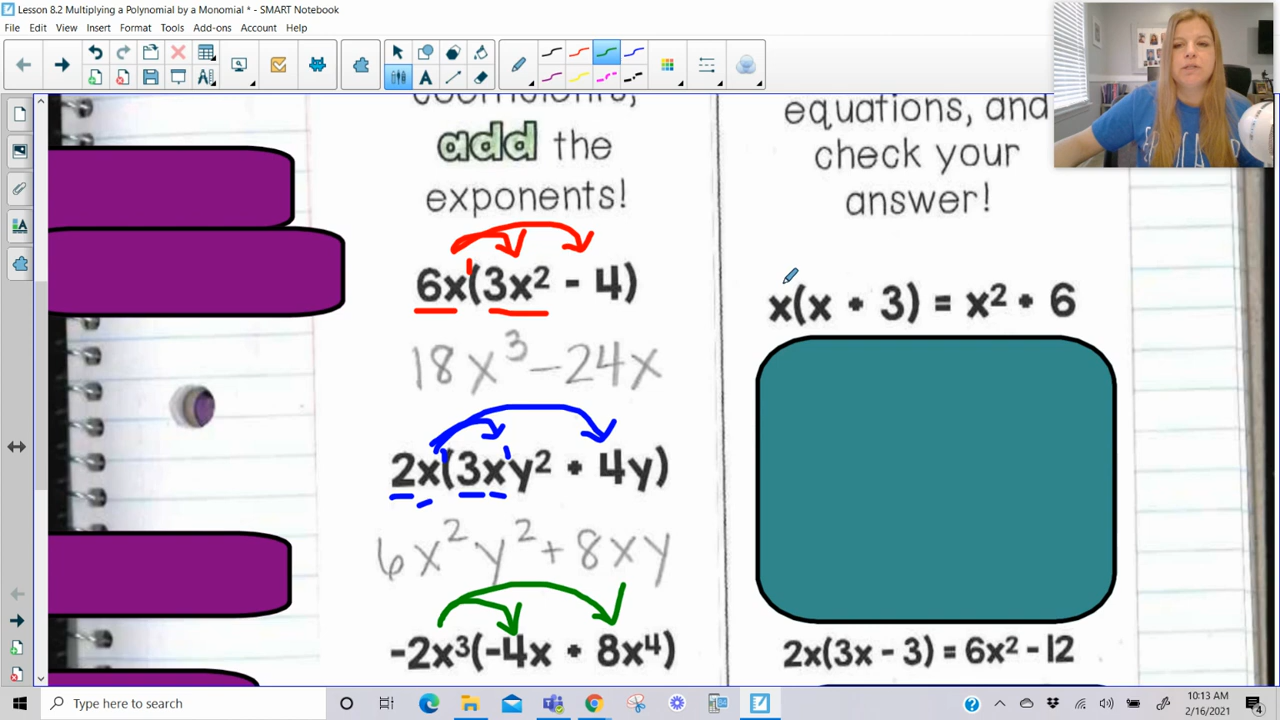 Lesson 8.2 Multiplying a Polynomial by a Monomial * - SMART Notebook
File Edit View Insert Format Tools Add-ons Account Help
coefficients,
add the
exponents!
6x(3x² - 4)
18x³ - 24x
2x(3xy² + 4y)
6x²y² + 8xy
-2x³(-4x + 8x⁴)
equations, and
check your
answer!
x(x + 3) = x² + 6
2x(3x - 3) = 6x² - 12
Type here to search
10:13 AM
2/16/2021
4